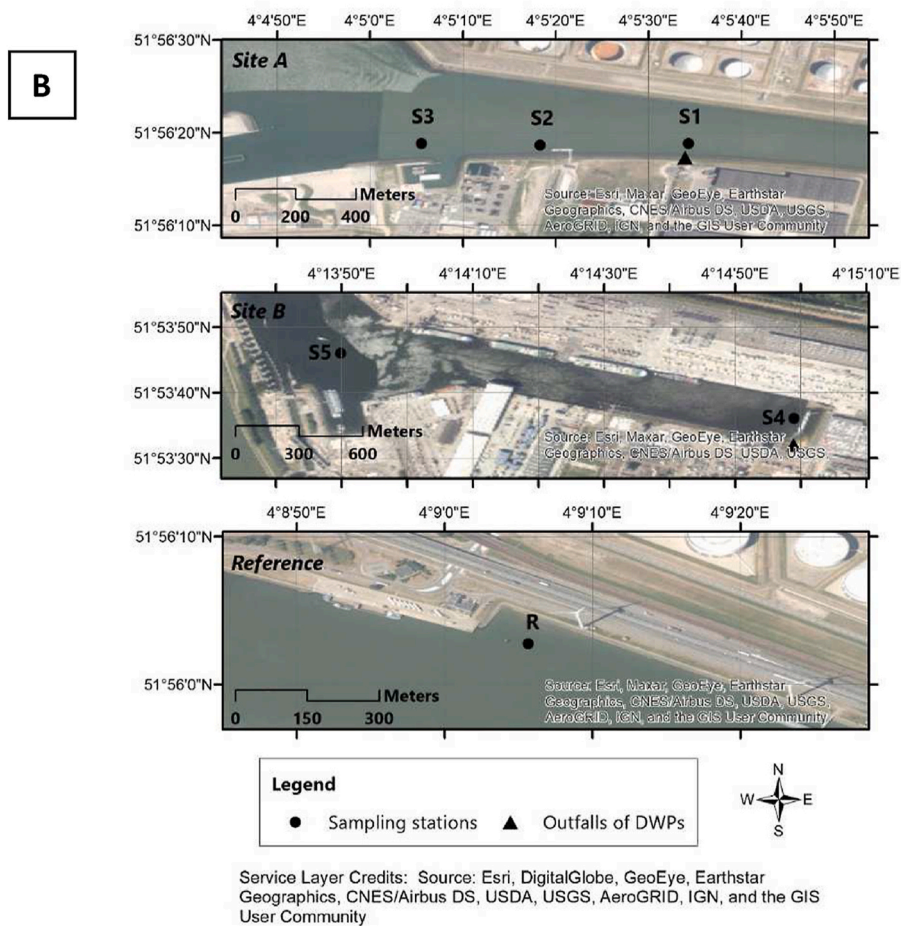 B
4°4'50"E 4°5'0"E 4°5'10"E 4°5'20"E 4°5'30"E 4°5'40"E 4°5'50"E
51°56'30"N
Site A
S3 S2 S1
51°56'20"N
Meters
0 200 400
51°56'10"N
Source: Esri, Maxar, GeoEye, Earthstar
Geographics, CNES/Airbus DS, USDA, USGS,
AeroGRID, IGN, and the GIS User Community
4°13'50"E 4°14'10"E 4°14'30"E 4°14'50"E 4°15'10"E
Site B
51°53'50"N
S5
51°53'40"N
S4
Meters
0 300 600
51°53'30"N
Source: Esri, Maxar, GeoEye, Earthstar
Geographics, CNES/Airbus DS, USDA, USGS,
4°8'50"E 4°9'0"E 4°9'10"E 4°9'20"E
51°56'10"N
Reference
R
51°56'0"N
Meters
0 150 300
Source: Esri, Maxar, GeoEye, Earthstar
Geographics, CNES/Airbus DS, USDA, USGS,
AeroGRID, IGN, and the GIS User Community
Legend
Sampling stations Outfalls of DWPs
N
W E
S
Service Layer Credits: Source: Esri, DigitalGlobe, GeoEye, Earthstar
Geographics, CNES/Airbus DS, USDA, USGS, AeroGRID, IGN, and the GIS
User Community